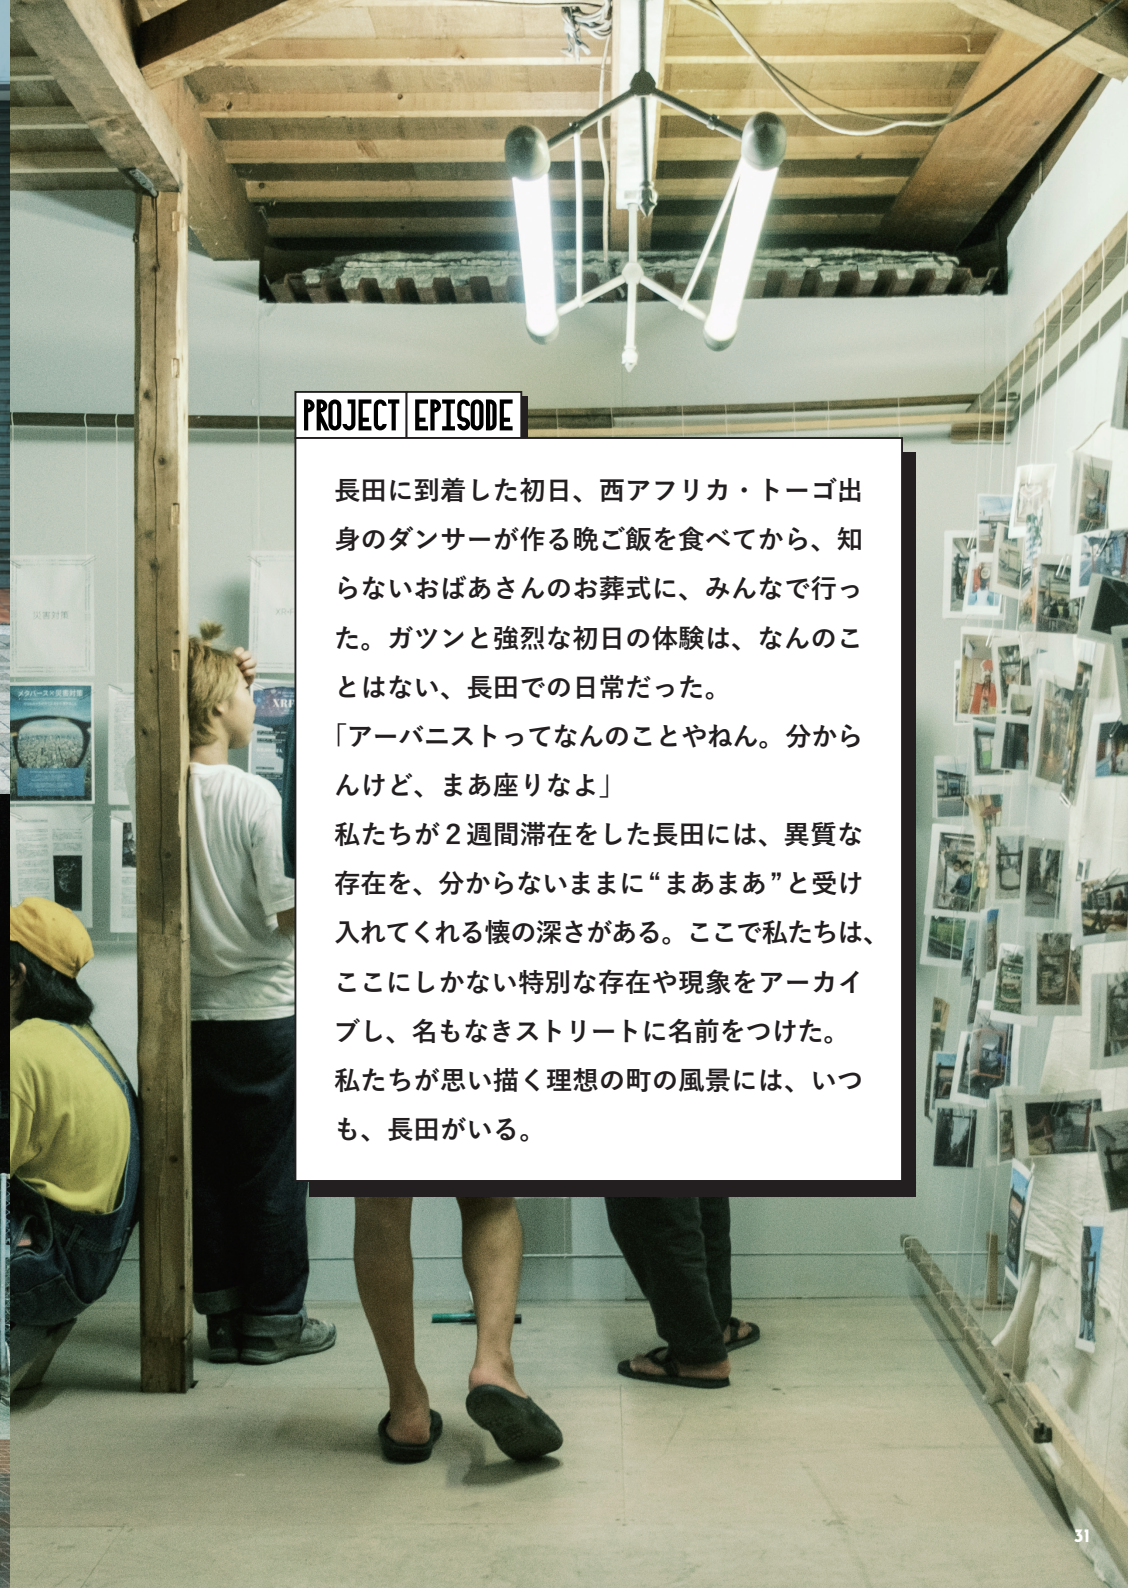 PROJECT EPISODE
長田に到着した初日、西アフリカ・トーゴ出
身のダンサーが作る晩ご飯を食べてから、知
らないおばあさんのお葬式に、みんなで行っ
た。ガツンと強烈な初日の体験は、なんのこ
とはない、長田での日常だった。
「アーバニストってなんのことやねん。分から
んけど、まあ座りなよ」
私たちが2週間滞在をした長田には、異質な
存在を、分からないままに“まあまあ”と受け
入れてくれる懐の深さがある。ここで私たちは、
ここにしかない特別な存在や現象をアーカイ
ブし、名もなきストリートに名前をつけた。
私たちが思い描く理想の町の風景には、いつ
も、長田がいる。
災害対策
メタバース×災害対策
31